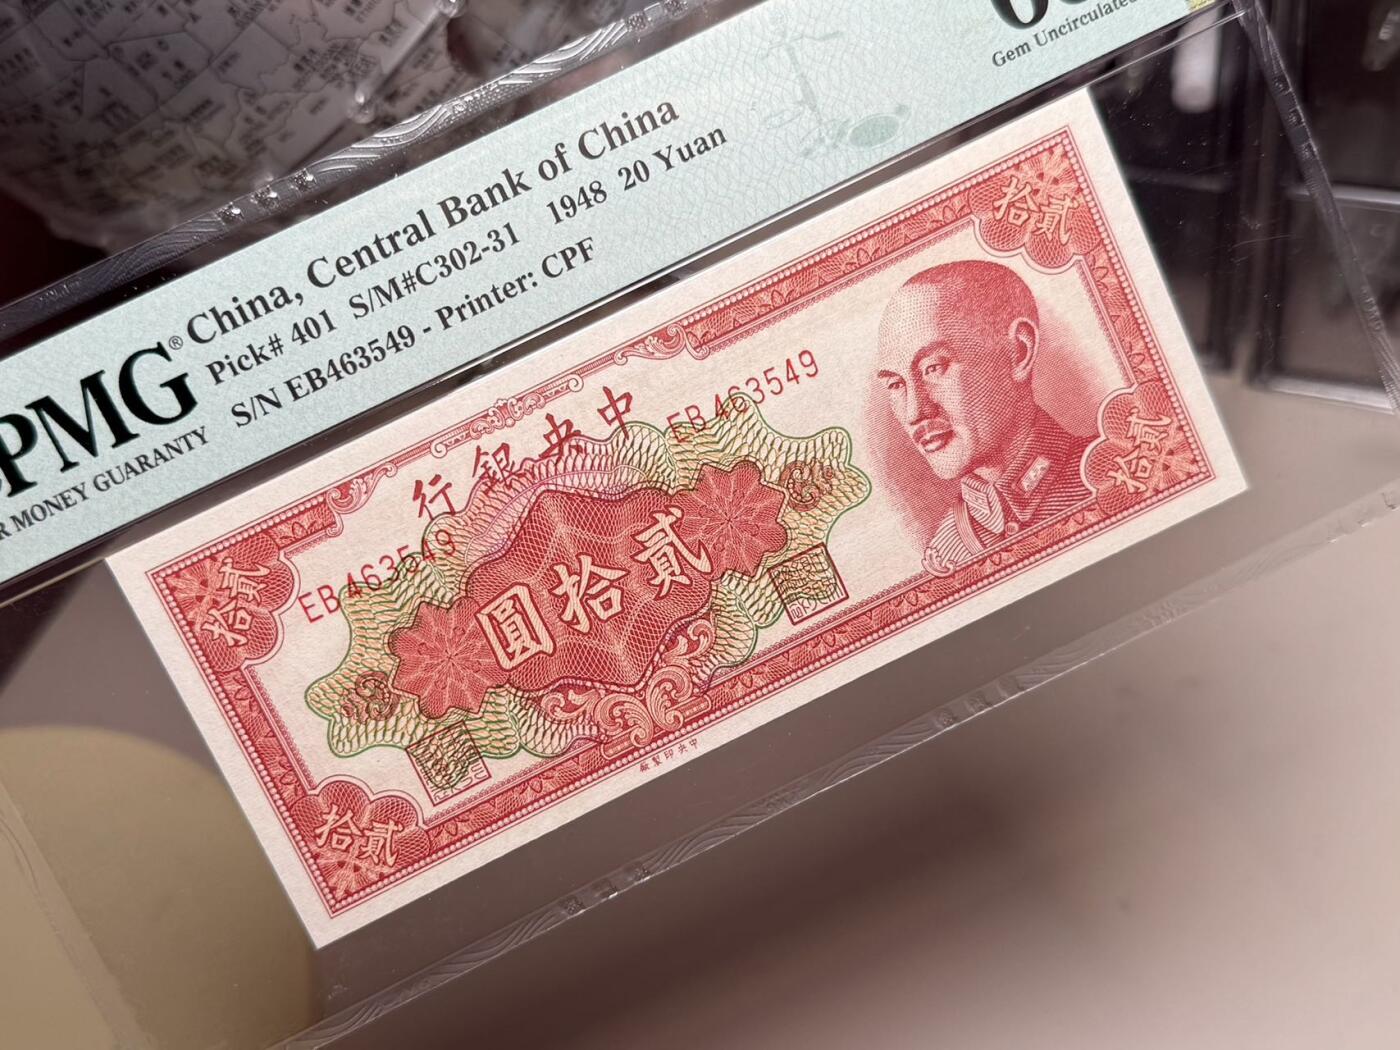 Gem Uncirculated
China, Central Bank of China
Pick# 401 S/M#C302-31 1948 20 Yuan
S/N EB463549 - Printer: CPF
PMG®
MONEY GUARANTY
行銀央中
EB463549
EB463549
圓拾貳
拾貳
拾貳
拾貳
拾貳
廠製印央中